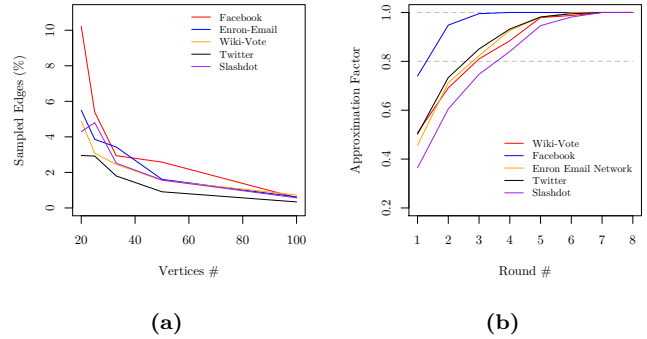 Sampled Edges (%)
10
8
6
4
2
0
Facebook
Enron-Email
Wiki-Vote
Twitter
Slashdot
20 40 60 80 100
Vertices #
(a)
Approximation Factor
1.0
0.8
0.6
0.4
0.2
Wiki-Vote
Facebook
Enron Email Network
Twitter
Slashdot
1 2 3 4 5 6 7 8
Round #
(b)